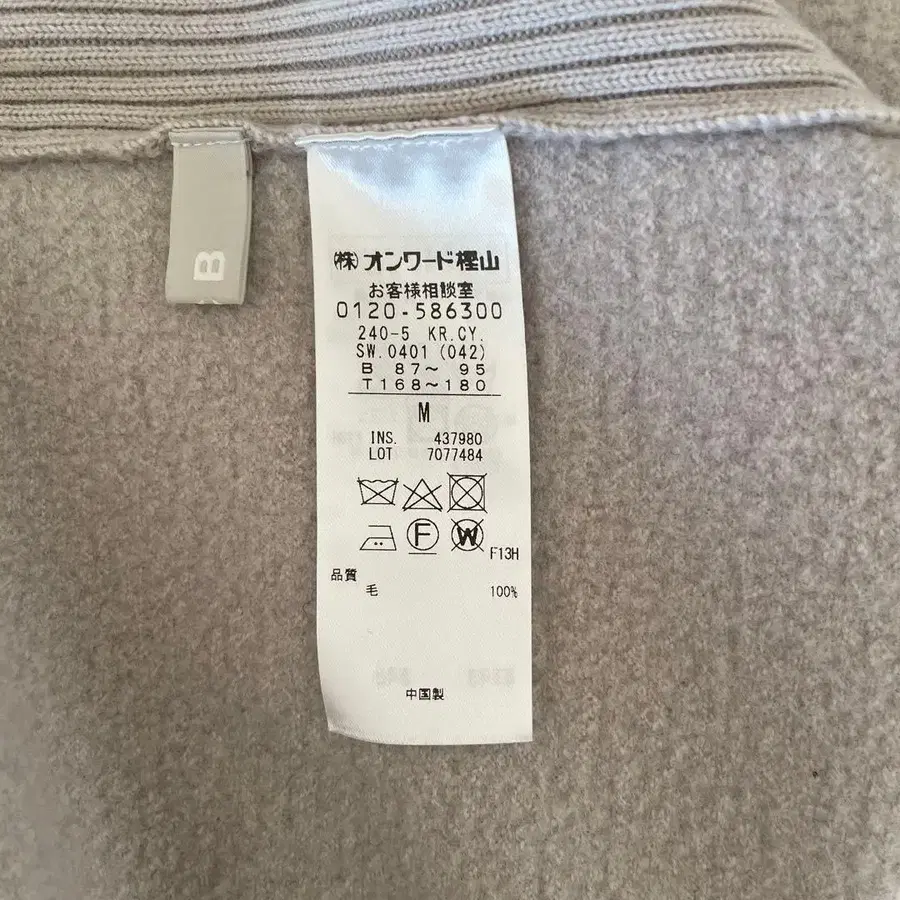 B
㈱オンワード樫山
お客様相談室
0120-586300
240-5 KR.CY.
SW.0401 (042)
B 87〜 95
T168〜180
M
INS. 437980
LOT 7077484
F
W
F13H
品質
毛 100%
中国製